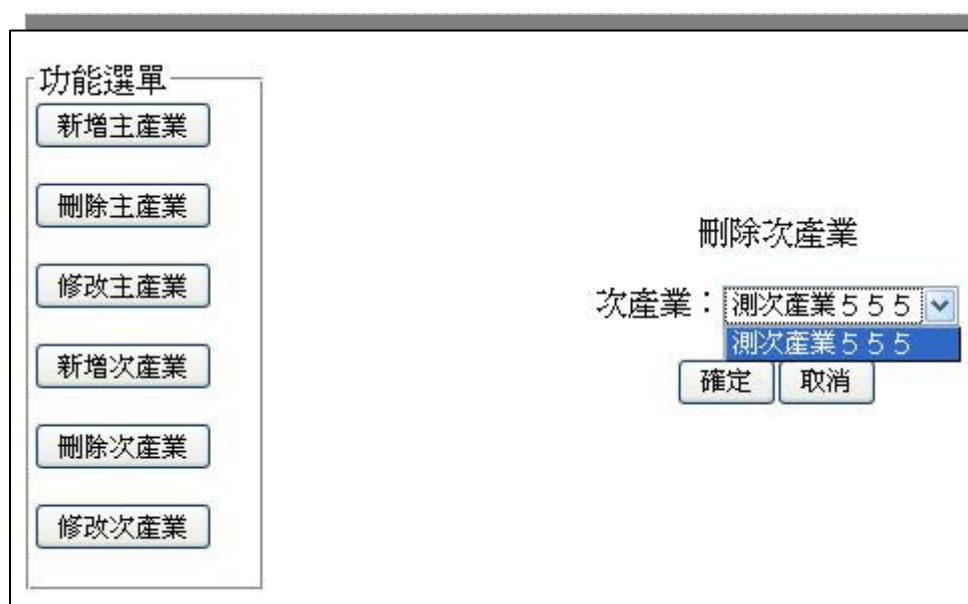 功能選單
新增主產業
刪除主產業
修改主產業
新增次產業
刪除次產業
修改次產業
刪除次產業
次產業：測次產業５５５
測次產業５５５
確定 取消